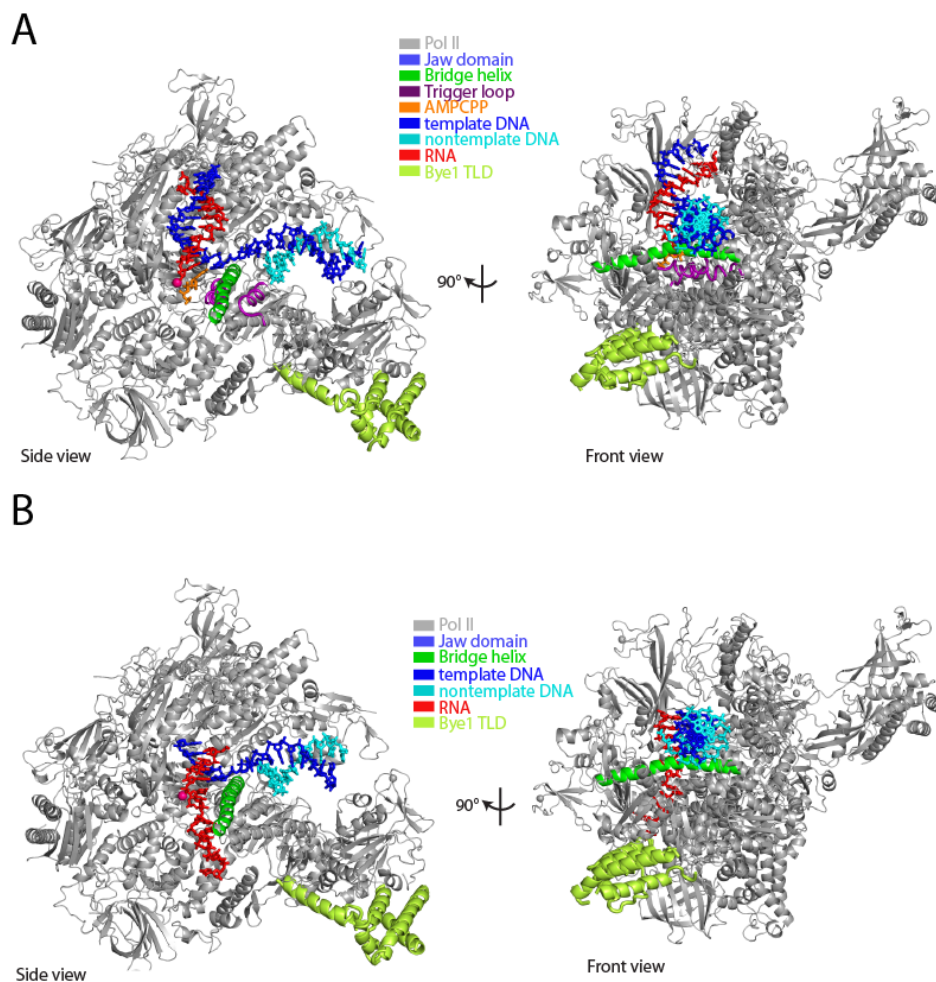 A
Pol II
Jaw domain
Bridge helix
Trigger loop
AMPCPP
template DNA
nontemplate DNA
RNA
Bye1 TLD
90°
Side view
Front view
B
Pol II
Jaw domain
Bridge helix
template DNA
nontemplate DNA
RNA
Bye1 TLD
90°
Side view
Front view